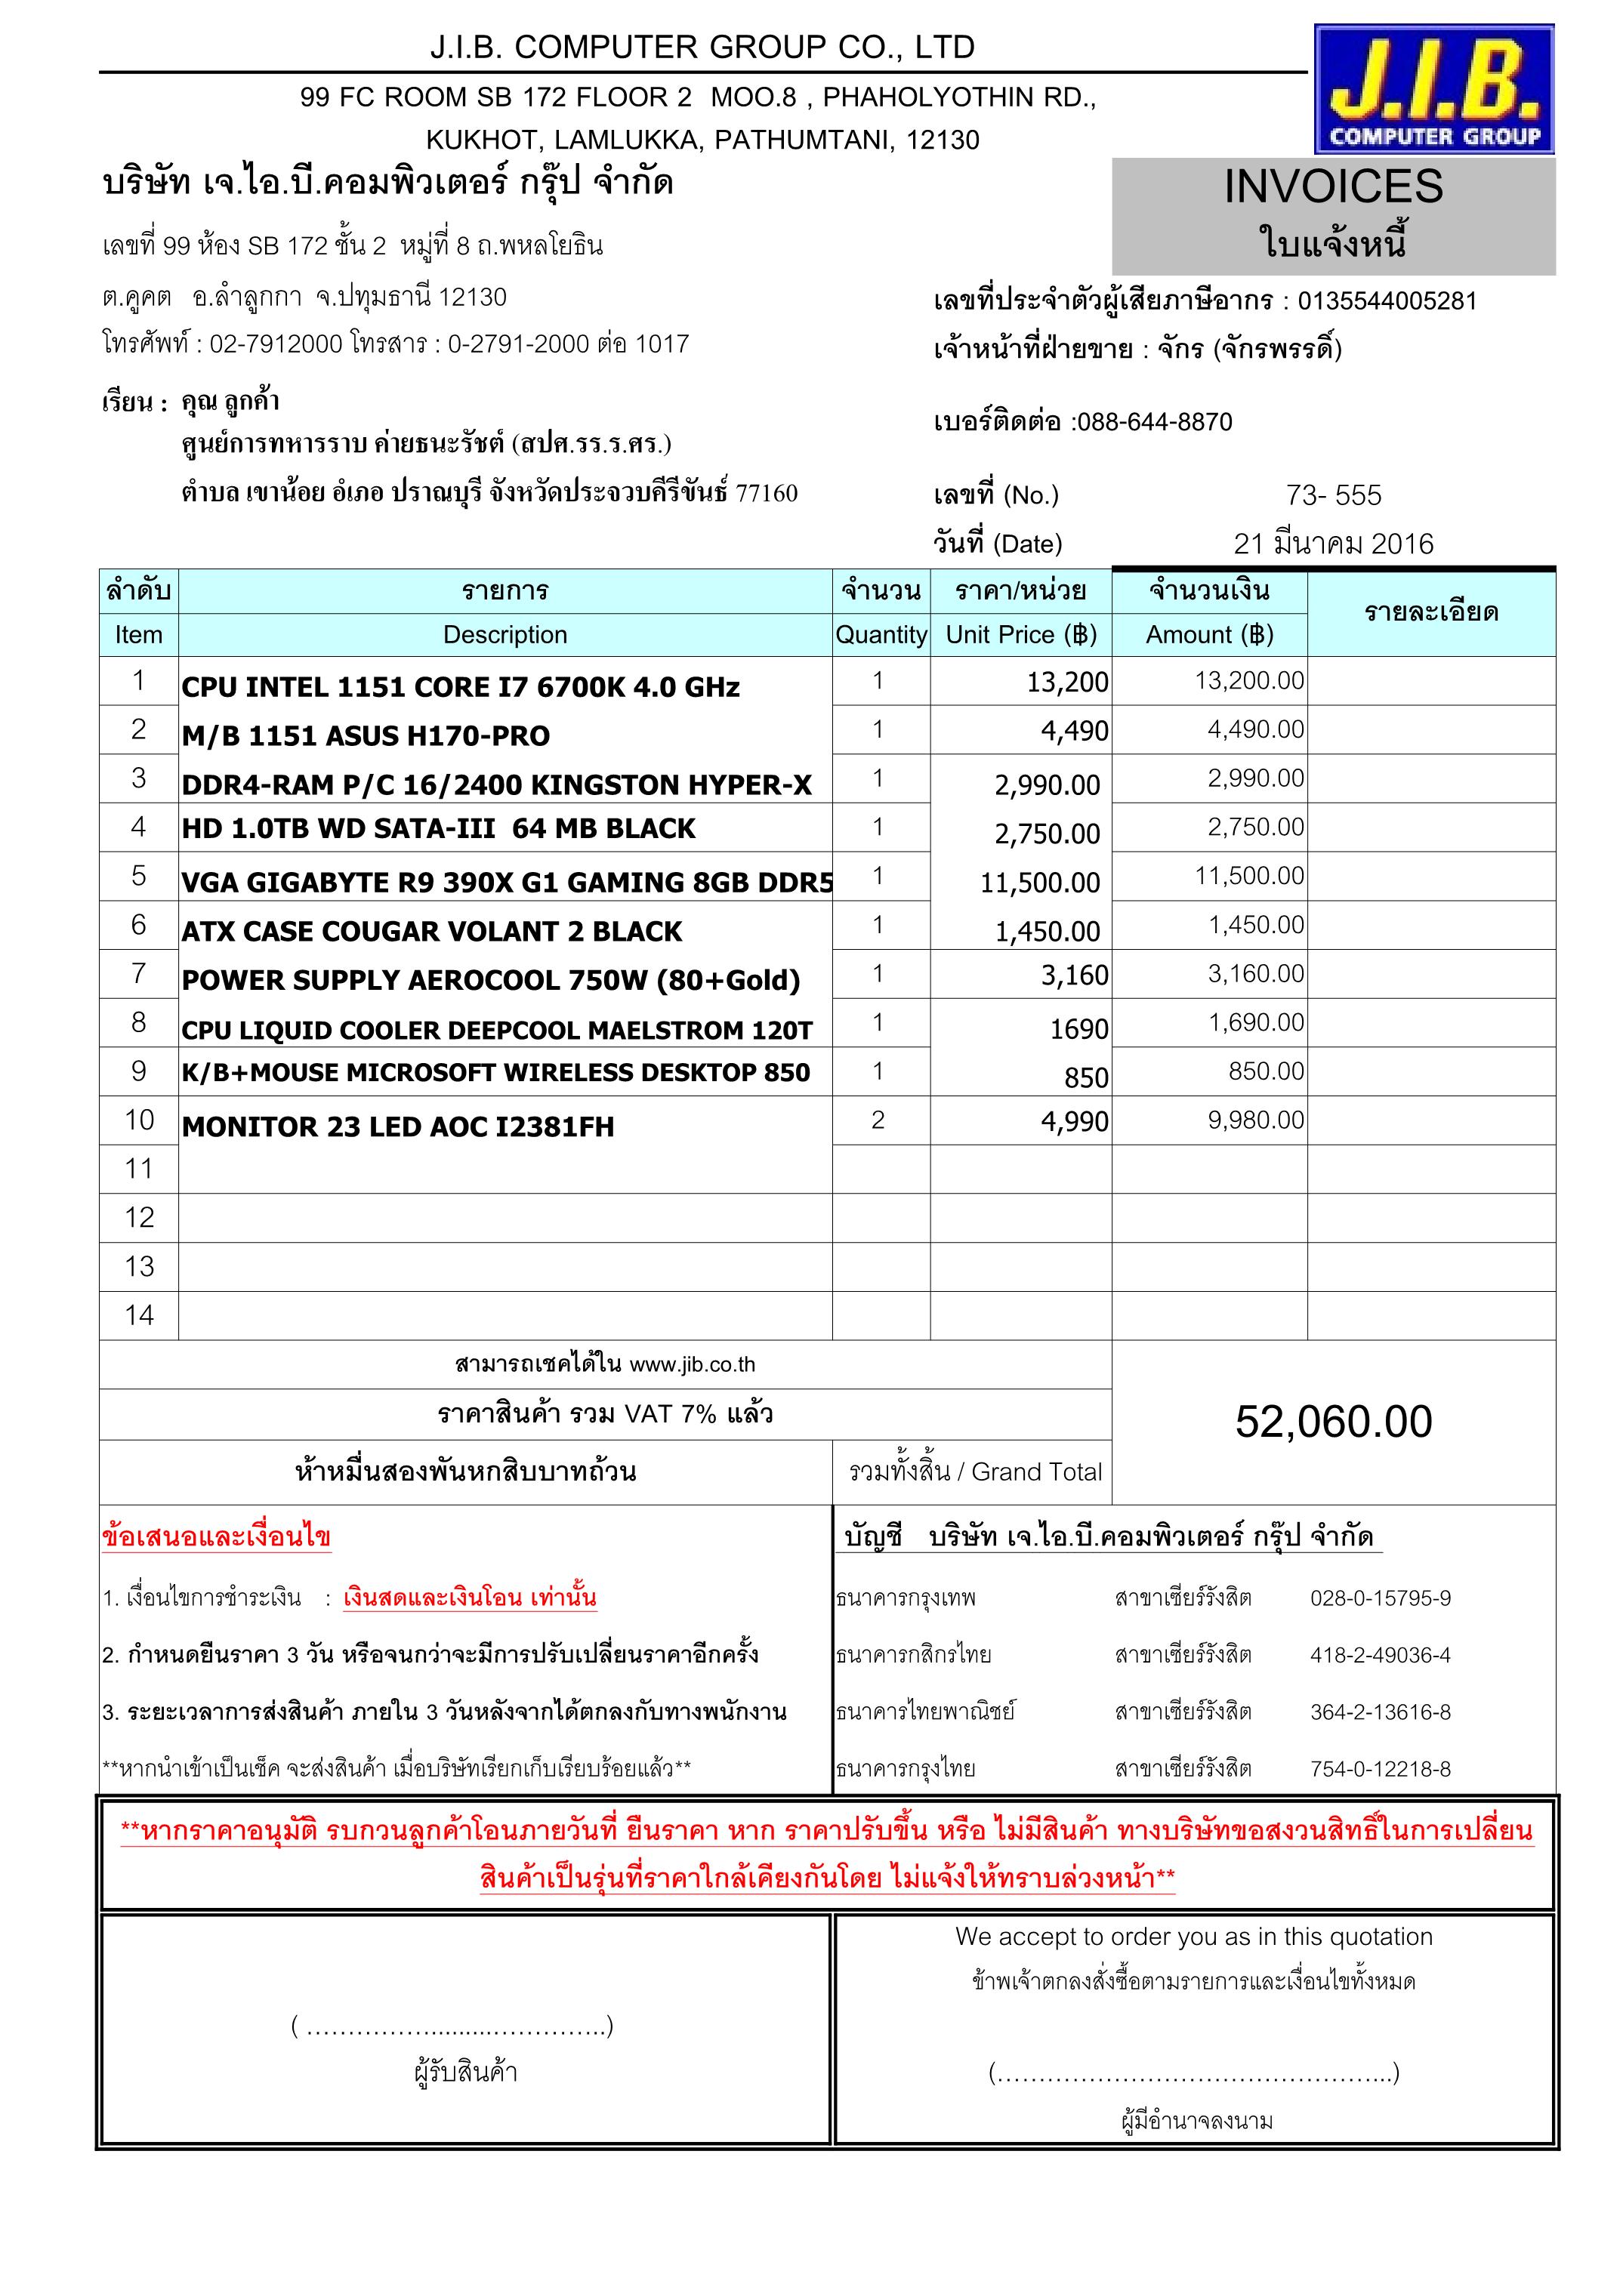 J.I.B. COMPUTER GROUP CO., LTD
J.I.B.
COMPUTER GROUP
99 FC ROOM SB 172 FLOOR 2 MOO.8 , PHAHOLYOTHIN RD.,
KUKHOT, LAMLUKKA, PATHUMTANI, 12130
บริษัท เจ.ไอ.บี.คอมพิวเตอร์ กรุ๊ป จำกัด
INVOICES
ใบแจ้งหนี้
เลขที่ 99 ห้อง SB 172 ชั้น 2 หมู่ที่ 8 ถ.พหลโยธิน
ต.คูคต อ.ลำลูกกา จ.ปทุมธานี 12130
เลขที่ประจำตัวผู้เสียภาษีอากร : 0135544005281
โทรศัพท์ : 02-7912000 โทรสาร : 0-2791-2000 ต่อ 1017
เจ้าหน้าที่ฝ่ายขาย : จักร (จักรพรรดิ์)
เรียน : คุณ ลูกค้า
เบอร์ติดต่อ :088-644-8870
ศูนย์การทหารราบ ค่ายธนะรัชต์ (สปศ.รร.ร.ศร.)
ตำบล เขาน้อย อำเภอ ปราณบุรี จังหวัดประจวบคีรีขันธ์ 77160
เลขที่ (No.) 73- 555
วันที่ (Date) 21 มีนาคม 2016
ลำดับ รายการ จำนวน ราคา/หน่วย จำนวนเงิน รายละเอียด
Item Description Quantity Unit Price (฿) Amount (฿)
1 CPU INTEL 1151 CORE I7 6700K 4.0 GHz 1 13,200 13,200.00
2 M/B 1151 ASUS H170-PRO 1 4,490 4,490.00
3 DDR4-RAM P/C 16/2400 KINGSTON HYPER-X 1 2,990.00 2,990.00
4 HD 1.0TB WD SATA-III 64 MB BLACK 1 2,750.00 2,750.00
5 VGA GIGABYTE R9 390X G1 GAMING 8GB DDR5 1 11,500.00 11,500.00
6 ATX CASE COUGAR VOLANT 2 BLACK 1 1,450.00 1,450.00
7 POWER SUPPLY AEROCOOL 750W (80+Gold) 1 3,160 3,160.00
8 CPU LIQUID COOLER DEEPCOOL MAELSTROM 120T 1 1690 1,690.00
9 K/B+MOUSE MICROSOFT WIRELESS DESKTOP 850 1 850 850.00
10 MONITOR 23 LED AOC I2381FH 2 4,990 9,980.00
11
12
13
14
สามารถเชคได้ใน www.jib.co.th
ราคาสินค้า รวม VAT 7% แล้ว
52,060.00
ห้าหมื่นสองพันหกสิบบาทถ้วน รวมทั้งสิ้น / Grand Total
ข้อเสนอและเงื่อนไข
1. เงื่อนไขการชำระเงิน : เงินสดและเงินโอน เท่านั้น
2. กำหนดยืนราคา 3 วัน หรือจนกว่าจะมีการปรับเปลี่ยนราคาอีกครั้ง
3. ระยะเวลาการส่งสินค้า ภายใน 3 วันหลังจากได้ตกลงกับทางพนักงาน
**หากนำเข้าเป็นเช็ค จะส่งสินค้า เมื่อบริษัทเรียกเก็บเรียบร้อยแล้ว**
บัญชี บริษัท เจ.ไอ.บี.คอมพิวเตอร์ กรุ๊ป จำกัด
ธนาคารกรุงเทพ สาขาเซียร์รังสิต 028-0-15795-9
ธนาคารกสิกรไทย สาขาเซียร์รังสิต 418-2-49036-4
ธนาคารไทยพาณิชย์ สาขาเซียร์รังสิต 364-2-13616-8
ธนาคารกรุงไทย สาขาเซียร์รังสิต 754-0-12218-8
**หากราคาอนุมัติ รบกวนลูกค้าโอนภายวันที่ ยืนราคา หาก ราคาปรับขึ้น หรือ ไม่มีสินค้า ทางบริษัทขอสงวนสิทธิ์ในการเปลี่ยน
สินค้าเป็นรุ่นที่ราคาใกล้เคียงกันโดย ไม่แจ้งให้ทราบล่วงหน้า**
( …………….........…………..)
ผู้รับสินค้า
We accept to order you as in this quotation
ข้าพเจ้าตกลงสั่งซื้อตามรายการและเงื่อนไขทั้งหมด
(………………………………………...)
ผู้มีอำนาจลงนาม